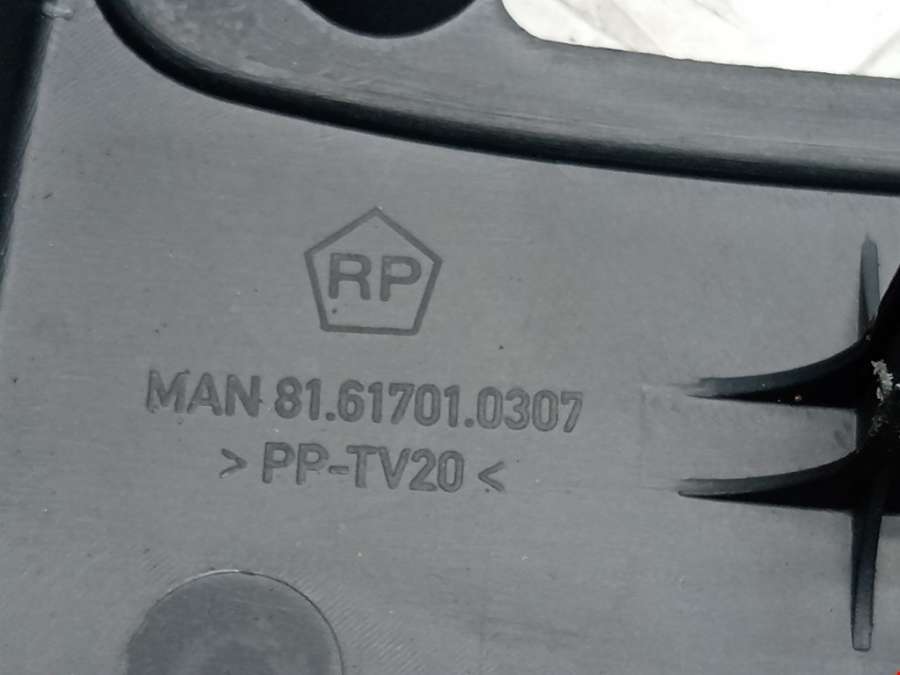 RP
MAN 81.61701.0307
> PP-TV20 <